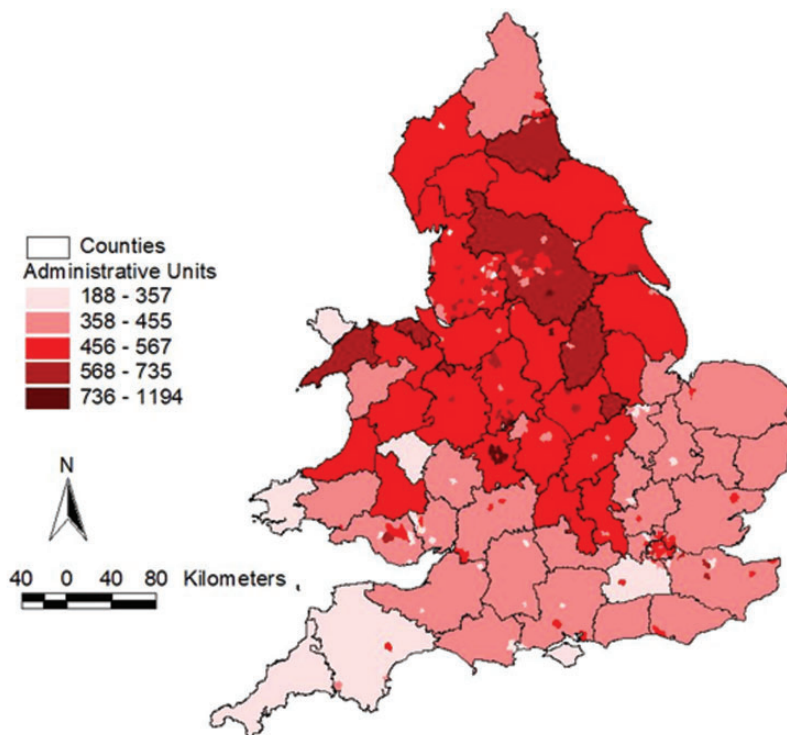 Counties
Administrative Units
188 - 357
358 - 455
456 - 567
568 - 735
736 - 1194
N
40 0 40 80 Kilometers